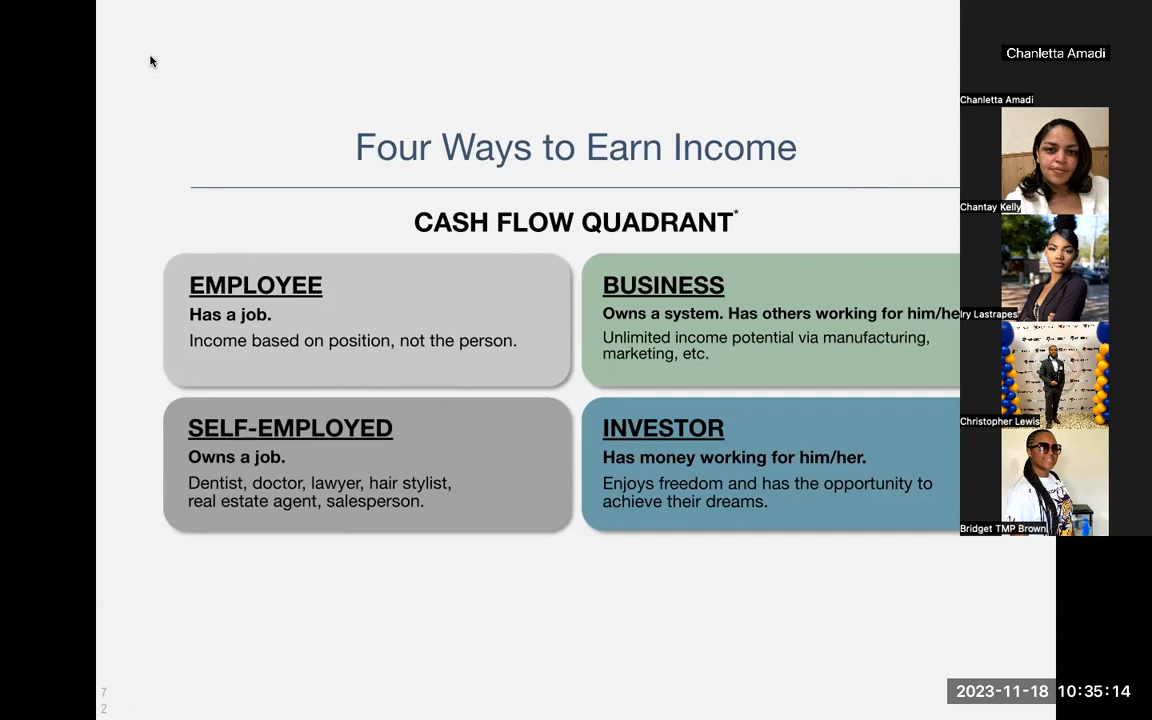 Chanletta Amadi
Chanletta Amadi
Four Ways to Earn Income
CASH FLOW QUADRANT*
EMPLOYEE
Has a job.
Income based on position, not the person.
BUSINESS
Owns a system. Has others working for him/he
Unlimited income potential via manufacturing,
marketing, etc.
SELF-EMPLOYED
Owns a job.
Dentist, doctor, lawyer, hair stylist,
real estate agent, salesperson.
INVESTOR
Has money working for him/her.
Enjoys freedom and has the opportunity to
achieve their dreams.
Chantay Kelly
Iry Lastrapes
Christopher Lewis
Bridget TMP Brown
7
2
2023-11-18 10:35:14